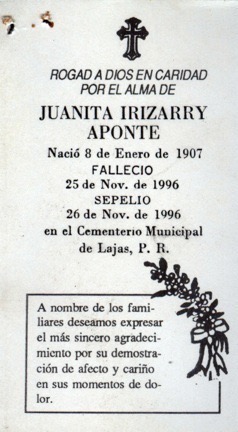 ROGAD A DIOS EN CARIDAD
POR EL ALMA DE
JUANITA IRIZARRY
APONTE
Nació 8 de Enero de 1907
FALLECIO
25 de Nov. de 1996
SEPELIO
26 de Nov. de 1996
en el Cementerio Municipal
de Lajas, P. R.
A nombre de los fami-
liares deseamos expresar
el más sincero agradeci-
miento por su demostra-
ción de afecto y cariño
en sus momentos de do-
lor.